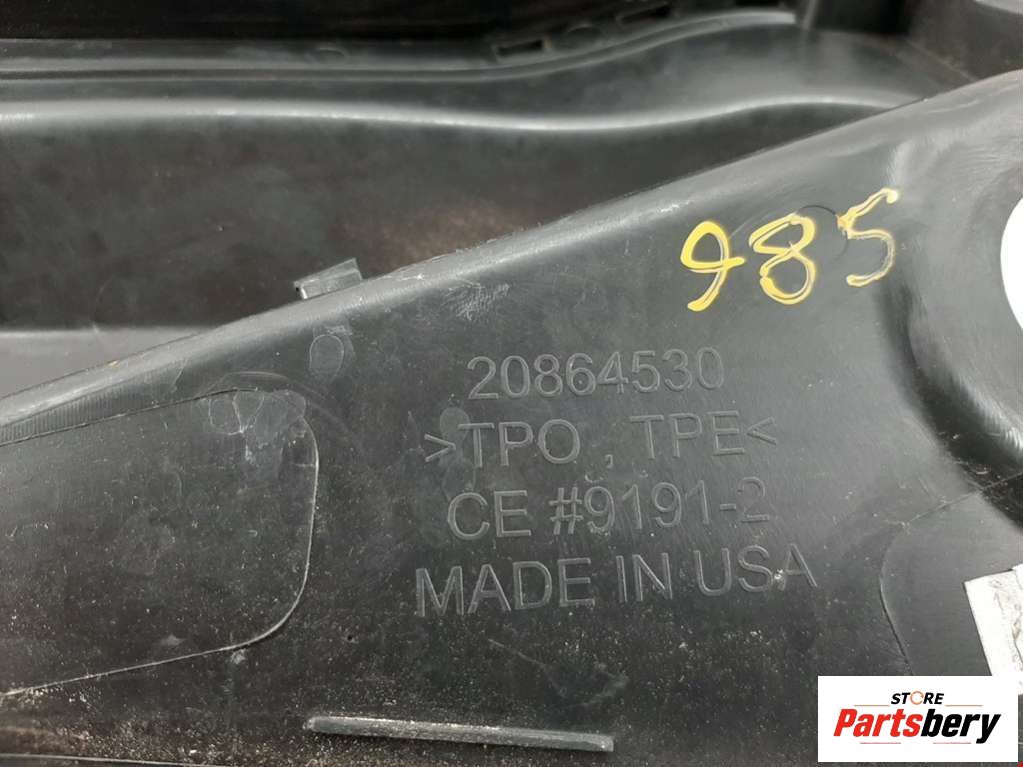 985
20864530
>TPO , TPE<
CE #9191-2
MADE IN USA
STORE
Partsbery